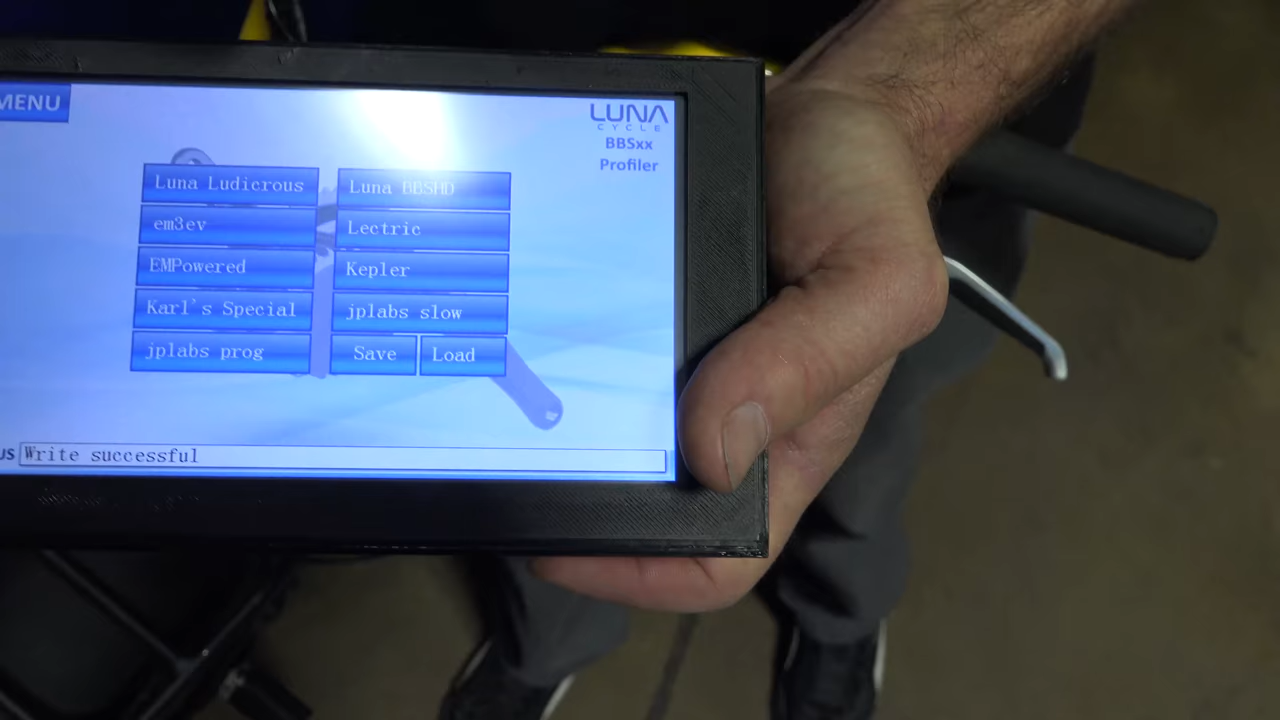 MENU
LUNA
CYCLE
BBSxx
Profiler
Luna Ludicrous
Luna BBSHD
em3ev
Lectric
EMPowered
Kepler
Karl's Special
jplabs slow
jplabs prog
Save
Load
US Write successful